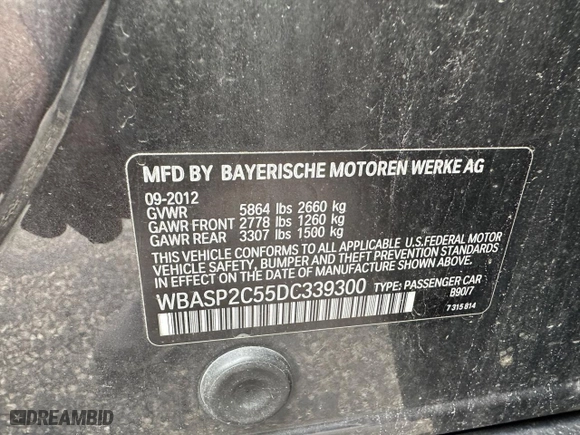 MFD BY BAYERISCHE MOTOREN WERKE AG
09-2012
GVWR 5864 lbs 2660 kg
GAWR FRONT 2778 lbs 1260 kg
GAWR REAR 3307 lbs 1500 kg
THIS VEHICLE CONFORMS TO ALL APPLICABLE U.S.FEDERAL MOTOR
VEHICLE SAFETY, BUMPER AND THEFT PREVENTION STANDARDS
IN EFFECT ON THE DATE OF MANUFACTURE SHOWN ABOVE.
WBASP2C55DC339300 TYPE: PASSENGER CAR
B90/7
7 315 814
DREAMBID